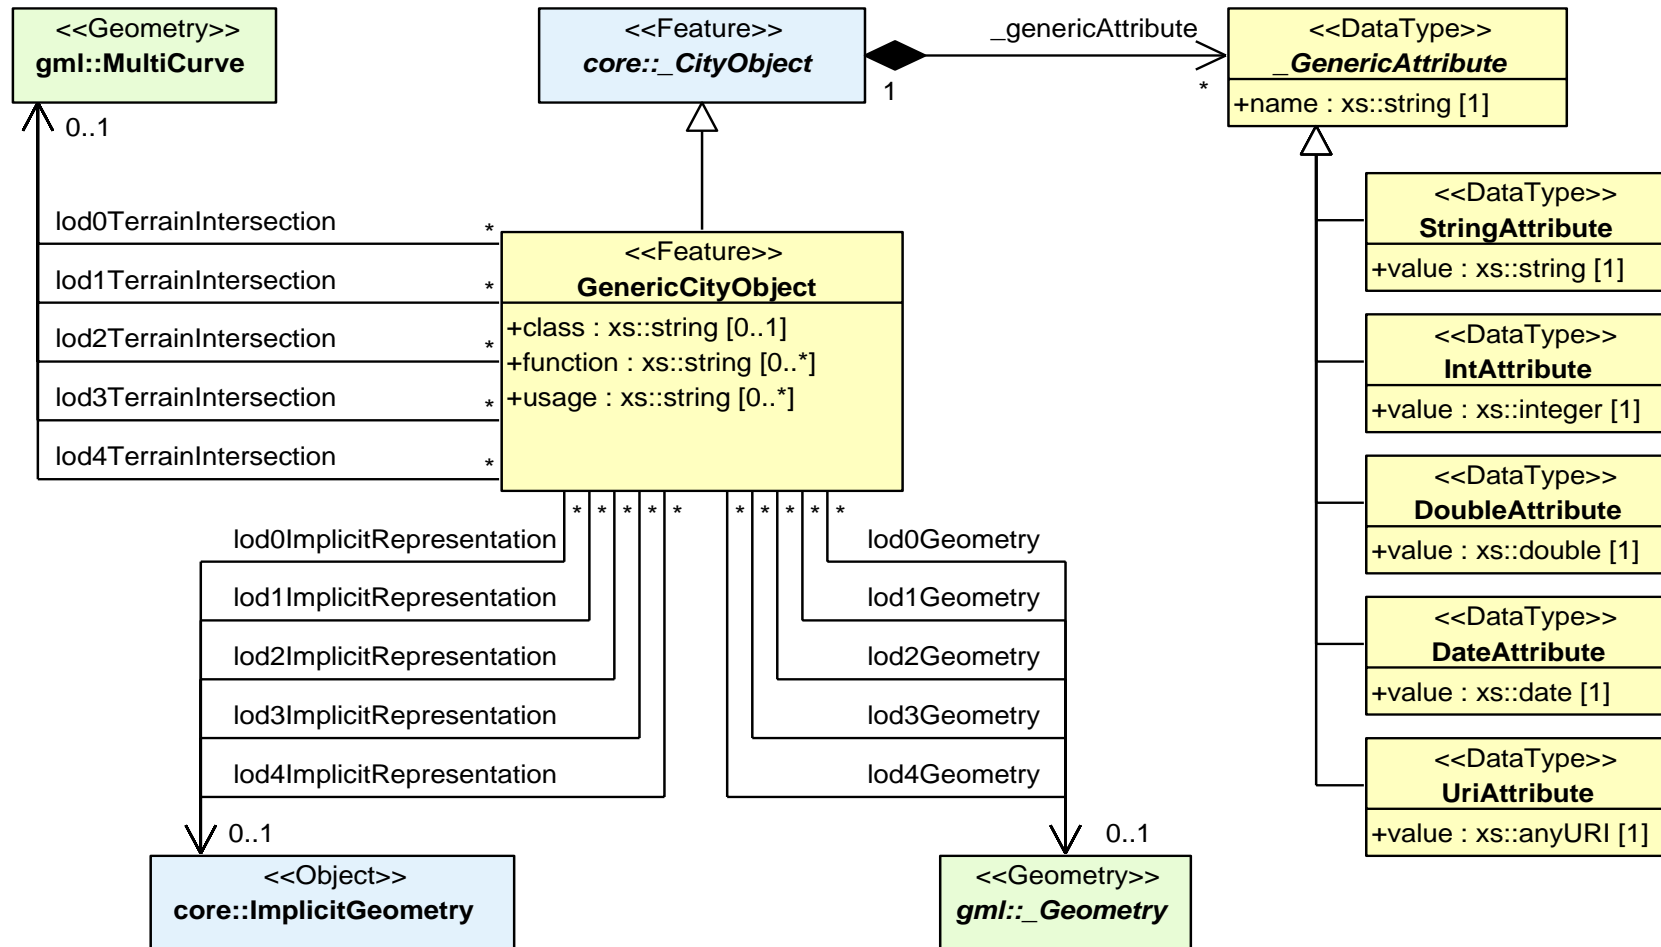 <<Geometry>>
gml::MultiCurve
<<Feature>>
core::_CityObject
_genericAttribute
1
*
<<DataType>>
_GenericAttribute
+name : xs::string [1]
0..1
lod0TerrainIntersection
*
lod1TerrainIntersection
*
lod2TerrainIntersection
*
lod3TerrainIntersection
*
lod4TerrainIntersection
*
<<Feature>>
GenericCityObject
+class : xs::string [0..1]
+function : xs::string [0..*]
+usage : xs::string [0..*]
<<DataType>>
StringAttribute
+value : xs::string [1]
<<DataType>>
IntAttribute
+value : xs::integer [1]
<<DataType>>
DoubleAttribute
+value : xs::double [1]
<<DataType>>
DateAttribute
+value : xs::date [1]
<<DataType>>
UriAttribute
+value : xs::anyURI [1]
* * * * *
* * * * *
lod0ImplicitRepresentation
lod1ImplicitRepresentation
lod2ImplicitRepresentation
lod3ImplicitRepresentation
lod4ImplicitRepresentation
0..1
lod0Geometry
lod1Geometry
lod2Geometry
lod3Geometry
lod4Geometry
0..1
<<Object>>
core::ImplicitGeometry
<<Geometry>>
gml::_Geometry